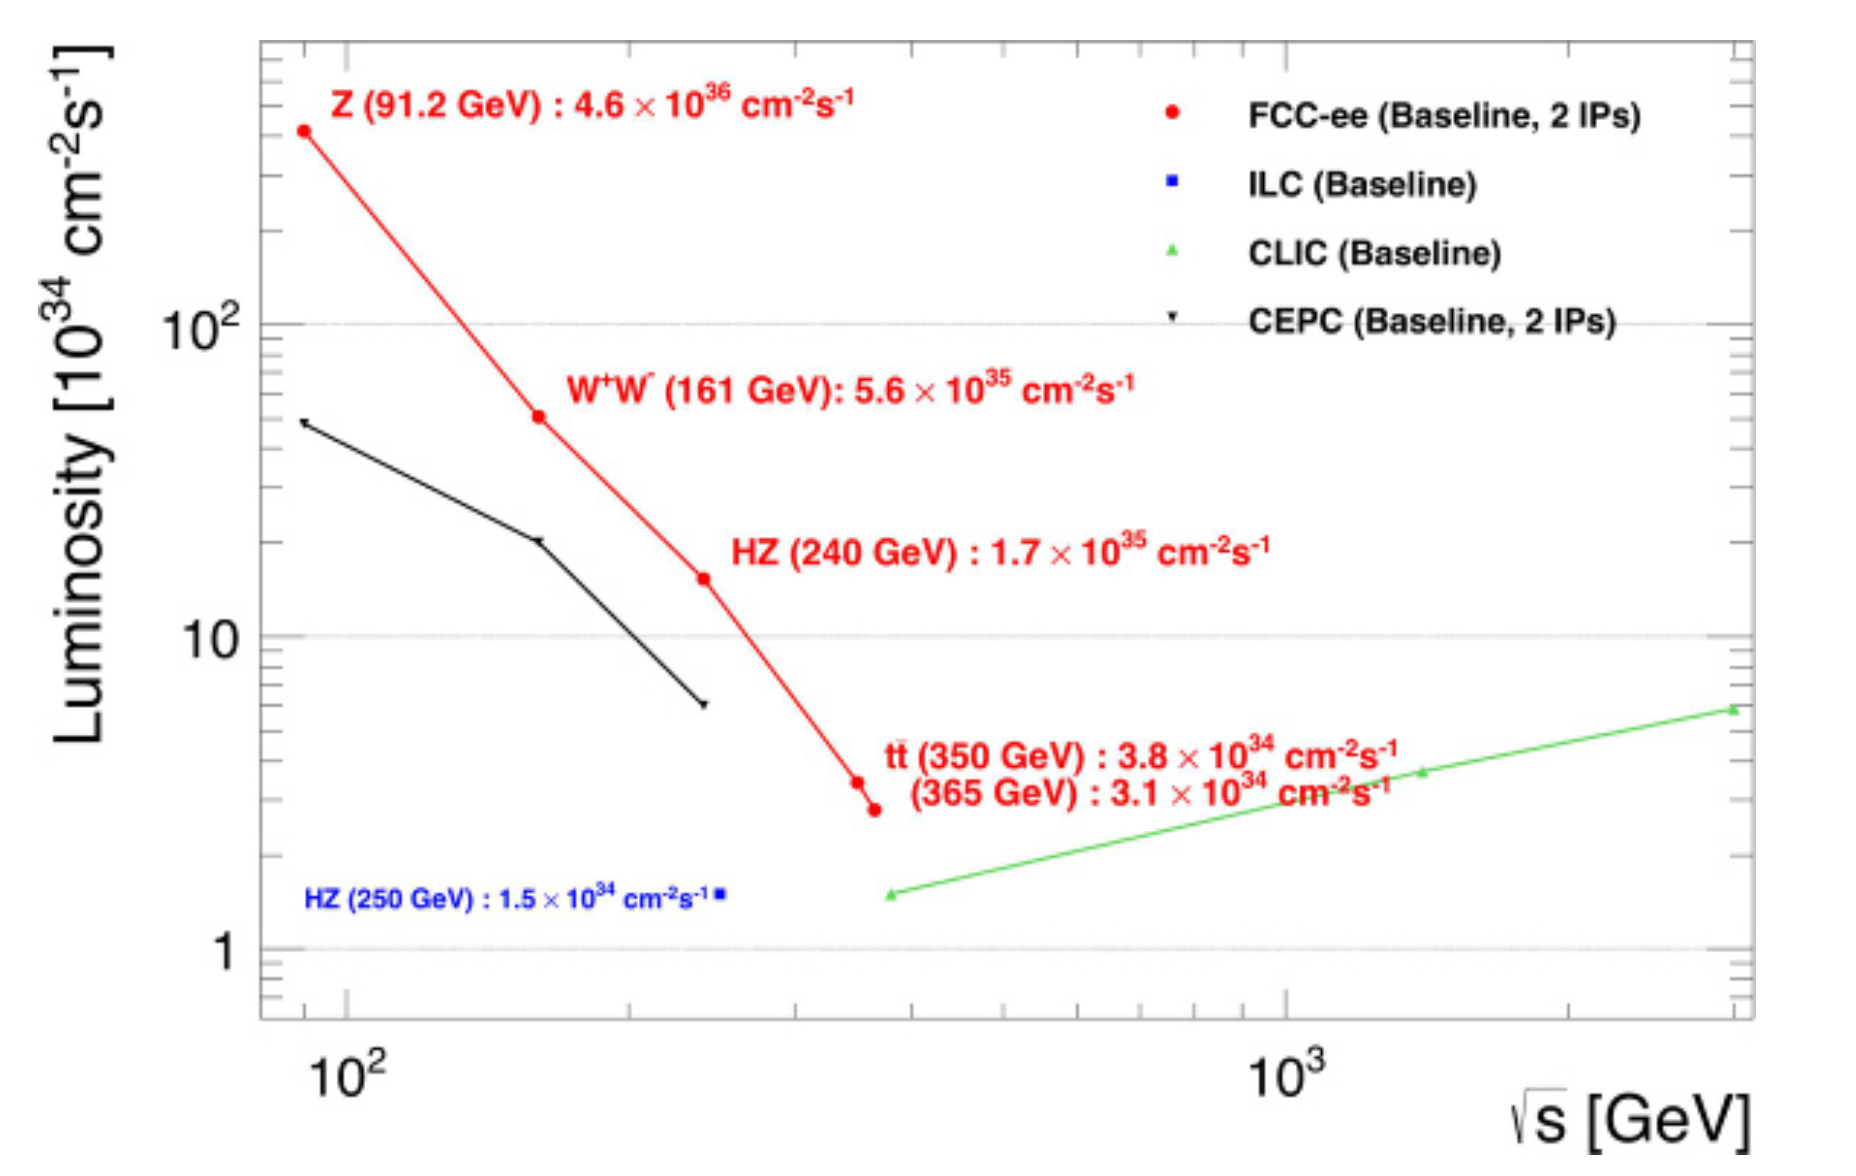 Luminosity [10³⁴ cm⁻²s⁻¹]
Z (91.2 GeV) : 4.6 × 10³⁶ cm⁻²s⁻¹
FCC-ee (Baseline, 2 IPs)
ILC (Baseline)
CLIC (Baseline)
CEPC (Baseline, 2 IPs)
10²
W⁺W⁻ (161 GeV): 5.6 × 10³⁵ cm⁻²s⁻¹
HZ (240 GeV) : 1.7 × 10³⁵ cm⁻²s⁻¹
10
tt̄ (350 GeV) : 3.8 × 10³⁴ cm⁻²s⁻¹
(365 GeV) : 3.1 × 10³⁴ cm⁻²s⁻¹
HZ (250 GeV) : 1.5 × 10³⁴ cm⁻²s⁻¹
1
10²
10³
√s [GeV]